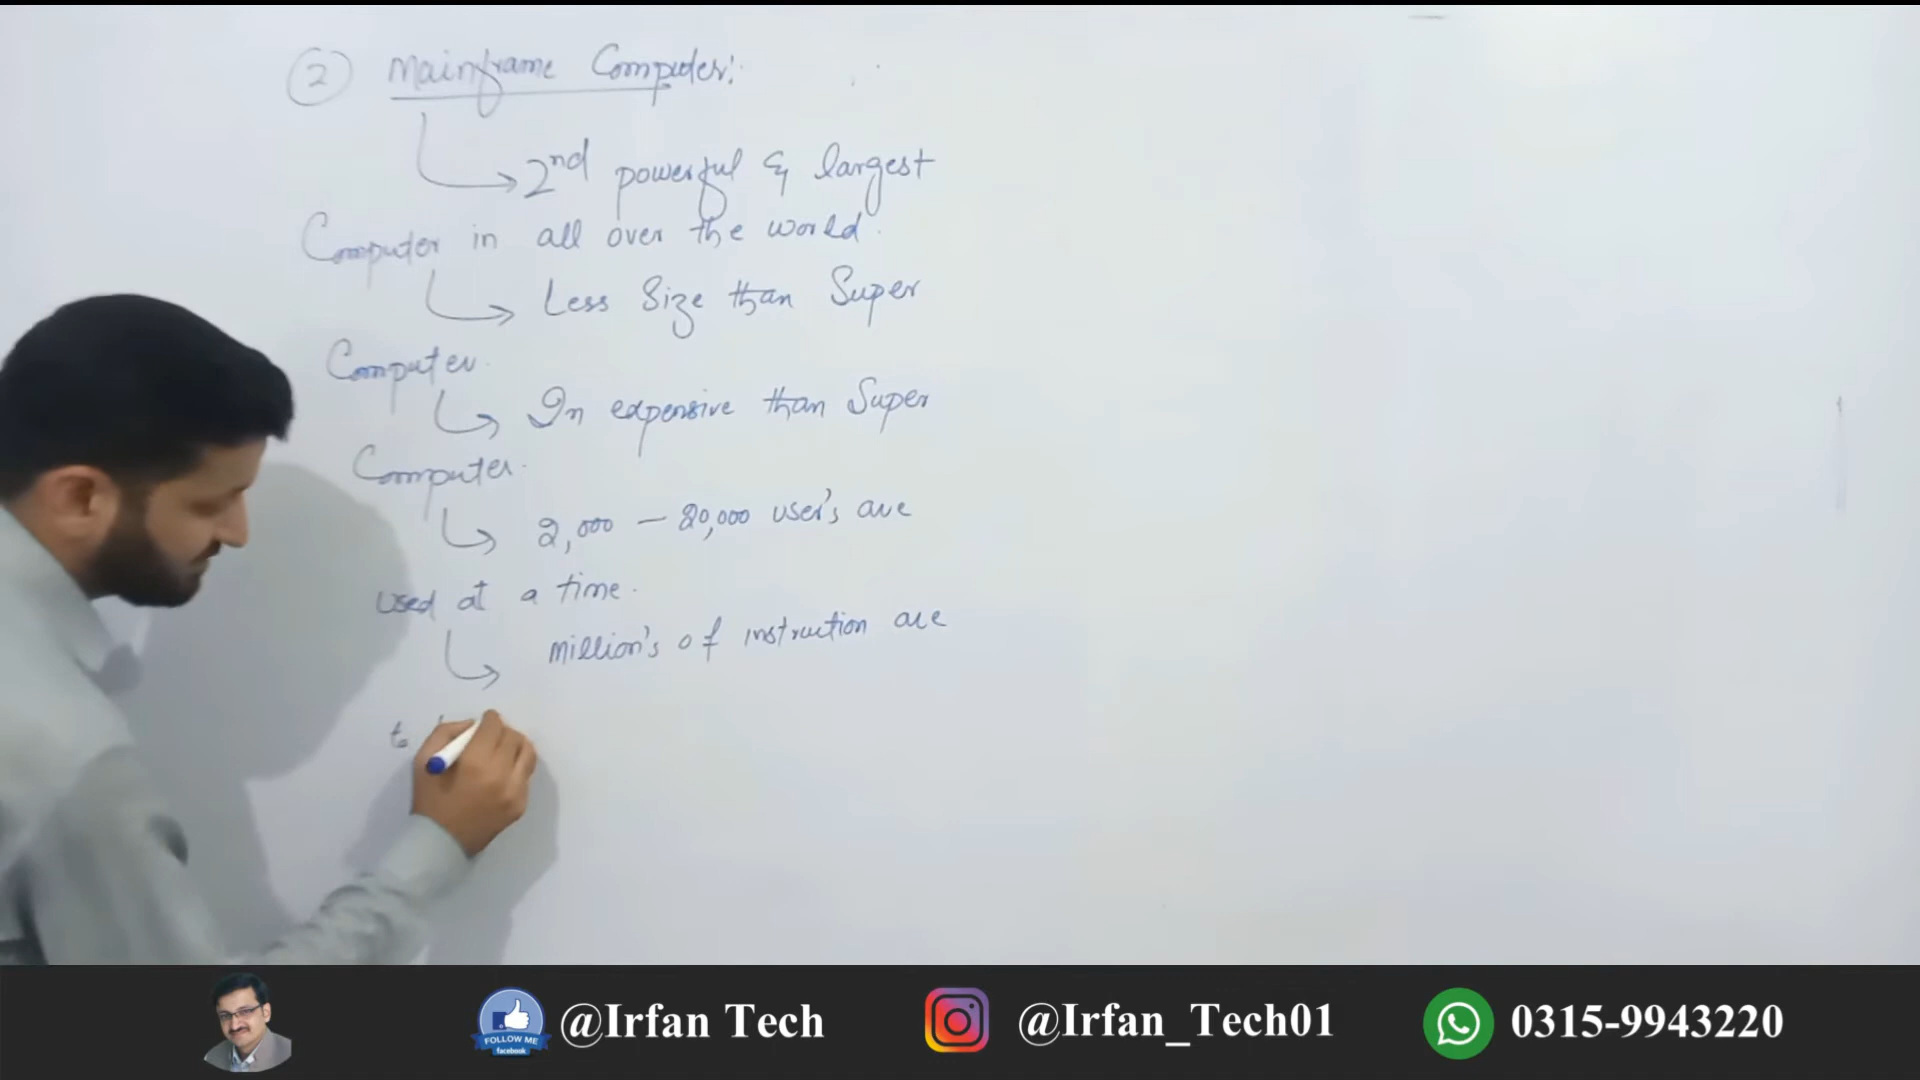 2 Mainframe Computer:
2nd powerful & largest
Computer in all over the world.
Less Size than Super
Computer.
In expensive than Super
Computer.
2,000 - 20,000 user's are
used at a time.
million's of instruction are
to
FOLLOW ME
facebook
@Irfan Tech
@Irfan_Tech01
0315-9943220